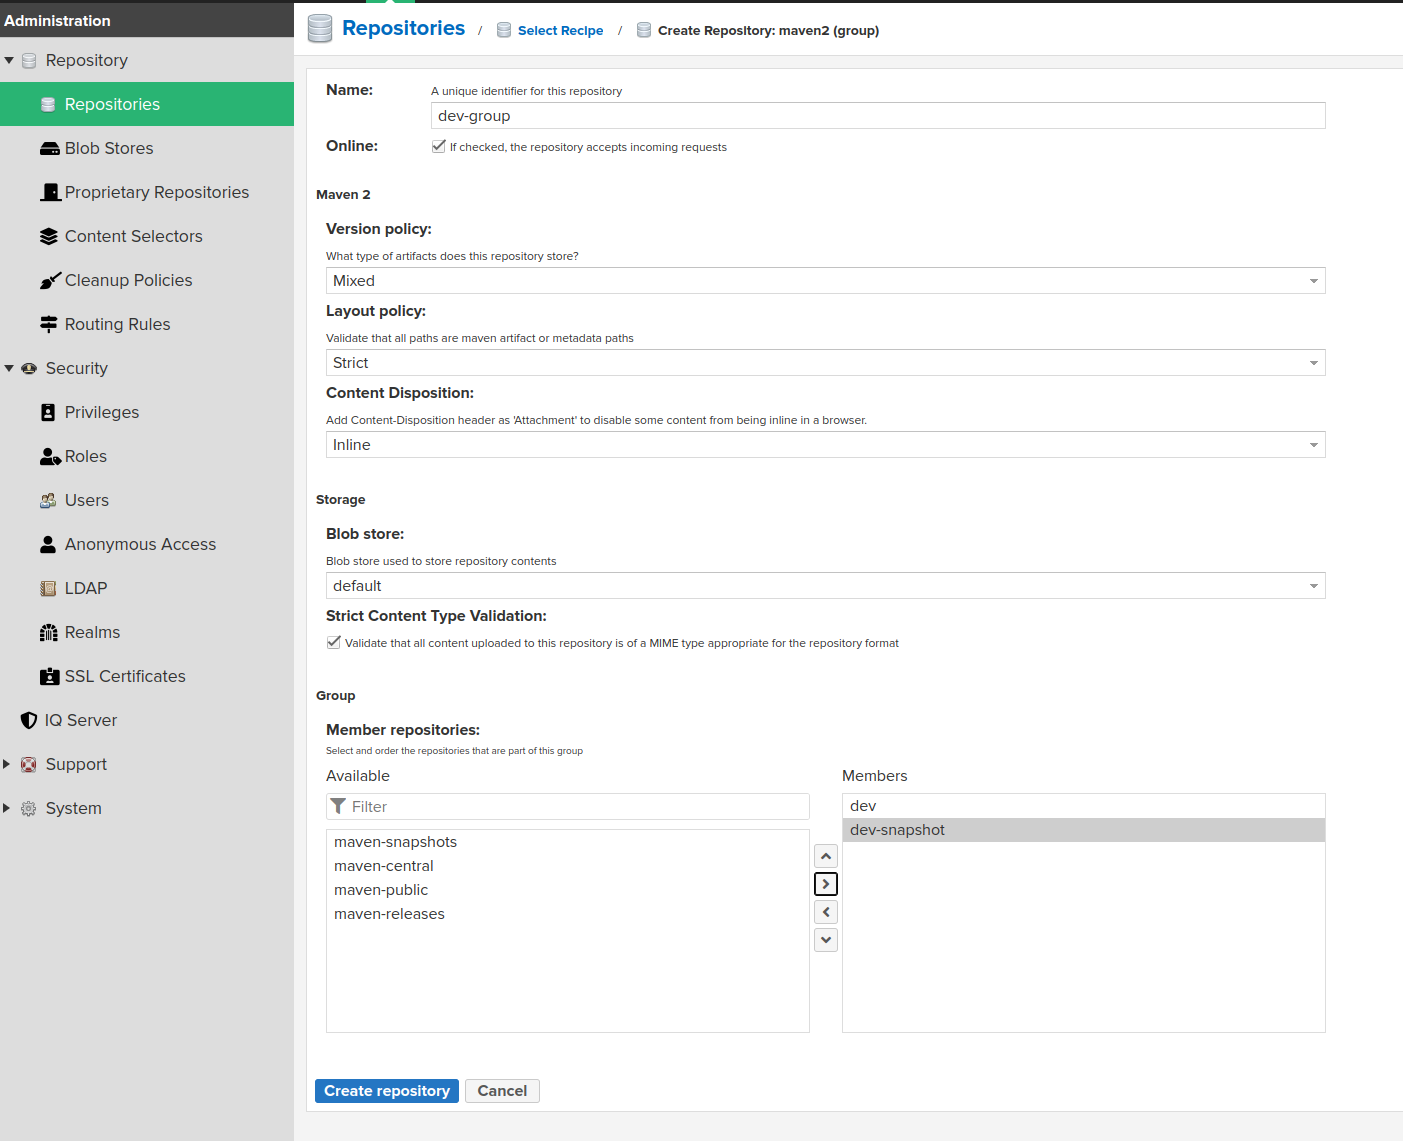 Administration
Repository
Repositories
Blob Stores
Proprietary Repositories
Content Selectors
Cleanup Policies
Routing Rules
Security
Privileges
Roles
Users
Anonymous Access
LDAP
Realms
SSL Certificates
IQ Server
Support
System
Repositories / Select Recipe / Create Repository: maven2 (group)
Name:
A unique identifier for this repository
dev-group
Online:
If checked, the repository accepts incoming requests
Maven 2
Version policy:
What type of artifacts does this repository store?
Mixed
Layout policy:
Validate that all paths are maven artifact or metadata paths
Strict
Content Disposition:
Add Content-Disposition header as 'Attachment' to disable some content from being inline in a browser.
Inline
Storage
Blob store:
Blob store used to store repository contents
default
Strict Content Type Validation:
Validate that all content uploaded to this repository is of a MIME type appropriate for the repository format
Group
Member repositories:
Select and order the repositories that are part of this group
Available
Filter
maven-snapshots
maven-central
maven-public
maven-releases
Members
dev
dev-snapshot
Create repository
Cancel